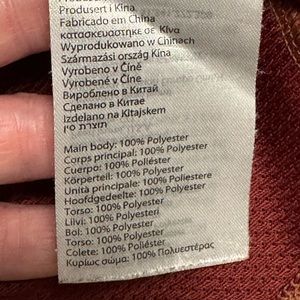 Produsert i Kina
Fabricado em China
κατασκευάστηκε σε Κίνα
Wyprodukowano w Chinach
Származási ország Kína
Vyrobeno v Číně
Vyrobené v Číne
Вироблено в Китаї
Сделано в Китае
Izdelano na Kitajskem
תוצרת סין
Main body: 100% Polyester
Corps principal: 100% Polyester
Cuerpo: 100% Poliéster
Körperteil: 100% Polyester
Unità principale: 100% Poliestere
Hoofdgedeelte: 100% Polyester
Torso: 100% Polyester
Liivi: 100% Polyesteri
Bol: 100% Polyester
Torso: 100% Polyester
Colete: 100% Poliéster
Κυρίως σώμα: 100% Πολυεστέρας